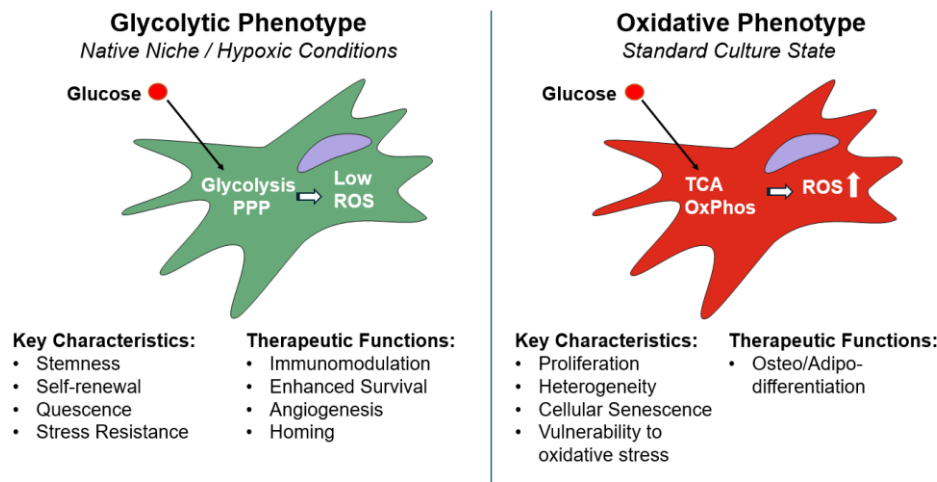 Glycolytic Phenotype
Native Niche / Hypoxic Conditions
Glucose
Glycolysis
PPP
Low
ROS
Key Characteristics:
• Stemness
• Self-renewal
• Quescence
• Stress Resistance
Therapeutic Functions:
• Immunomodulation
• Enhanced Survival
• Angiogenesis
• Homing
Oxidative Phenotype
Standard Culture State
Glucose
TCA
OxPhos
ROS
Key Characteristics:
• Proliferation
• Heterogeneity
• Cellular Senescence
• Vulnerability to
oxidative stress
Therapeutic Functions:
• Osteo/Adipo-
differentiation